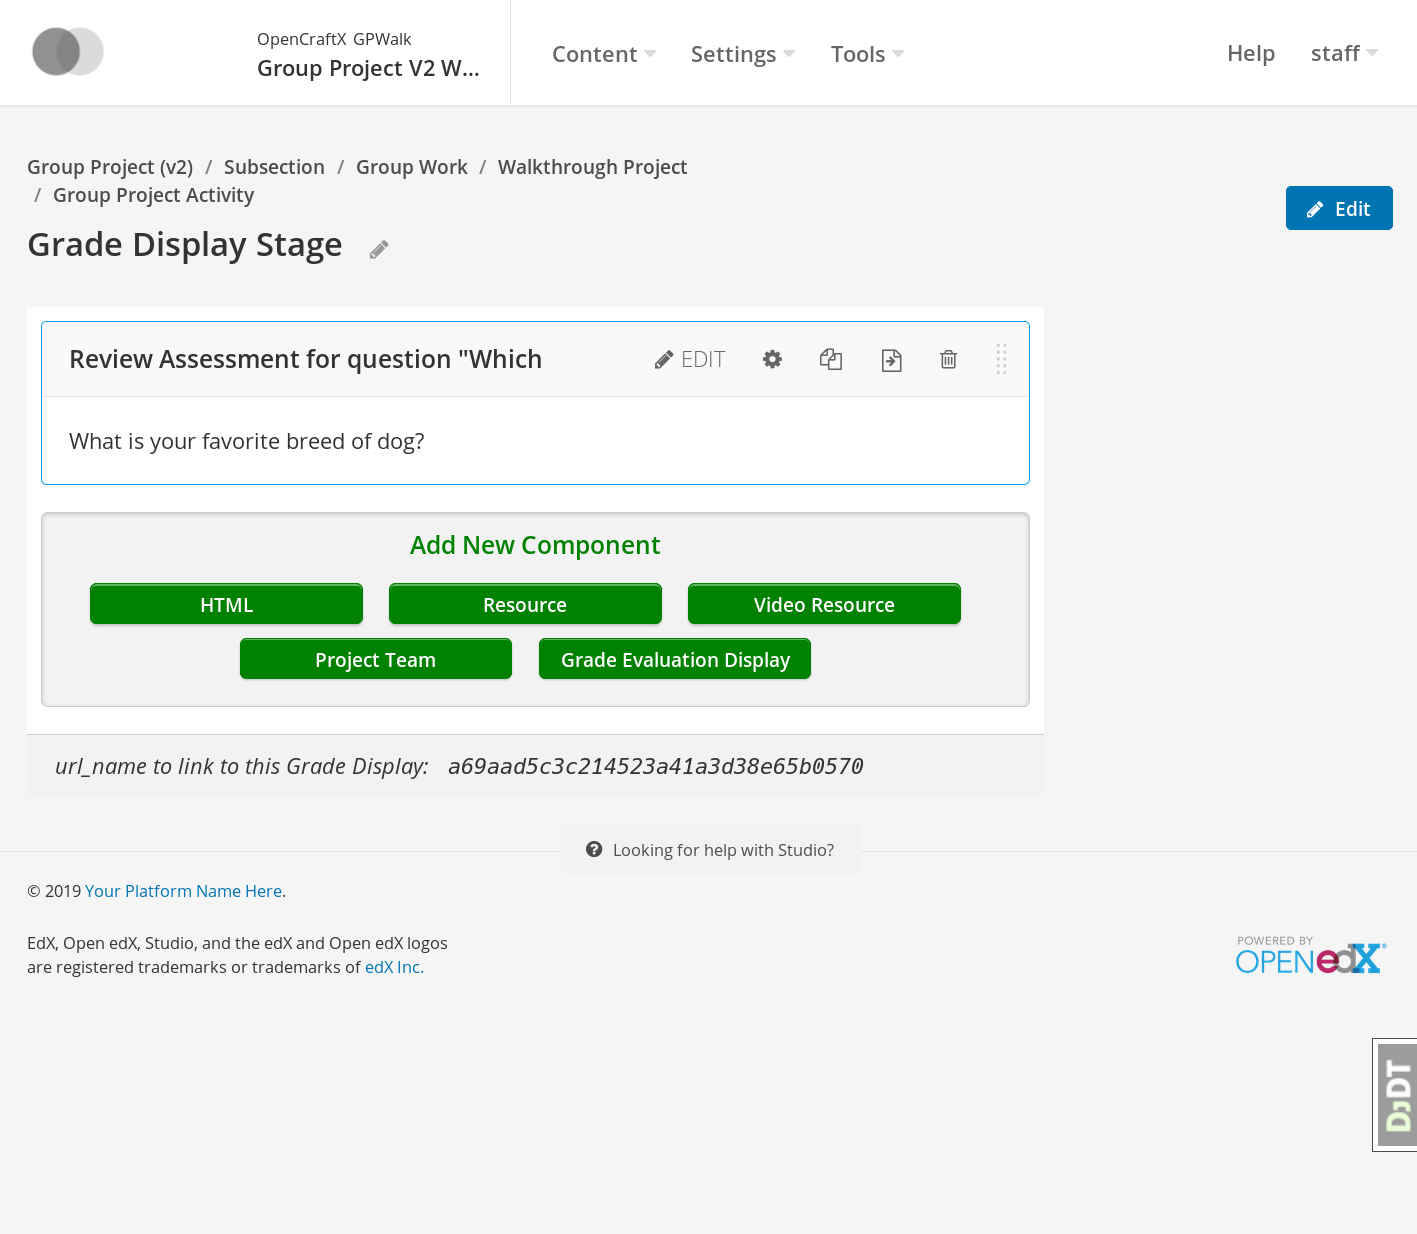 OpenCraftX GPWalk
Group Project V2 W...
Content
Settings
Tools
Help
staff
Group Project (v2) / Subsection / Group Work / Walkthrough Project
/ Group Project Activity
Edit
Grade Display Stage
Review Assessment for question "Which
EDIT
What is your favorite breed of dog?
Add New Component
HTML
Resource
Video Resource
Project Team
Grade Evaluation Display
url_name to link to this Grade Display: a69aad5c3c214523a41a3d38e65b0570
Looking for help with Studio?
© 2019 Your Platform Name Here.
EdX, Open edX, Studio, and the edX and Open edX logos
are registered trademarks or trademarks of edX Inc.
POWERED BY
OPENedX®
DJDT